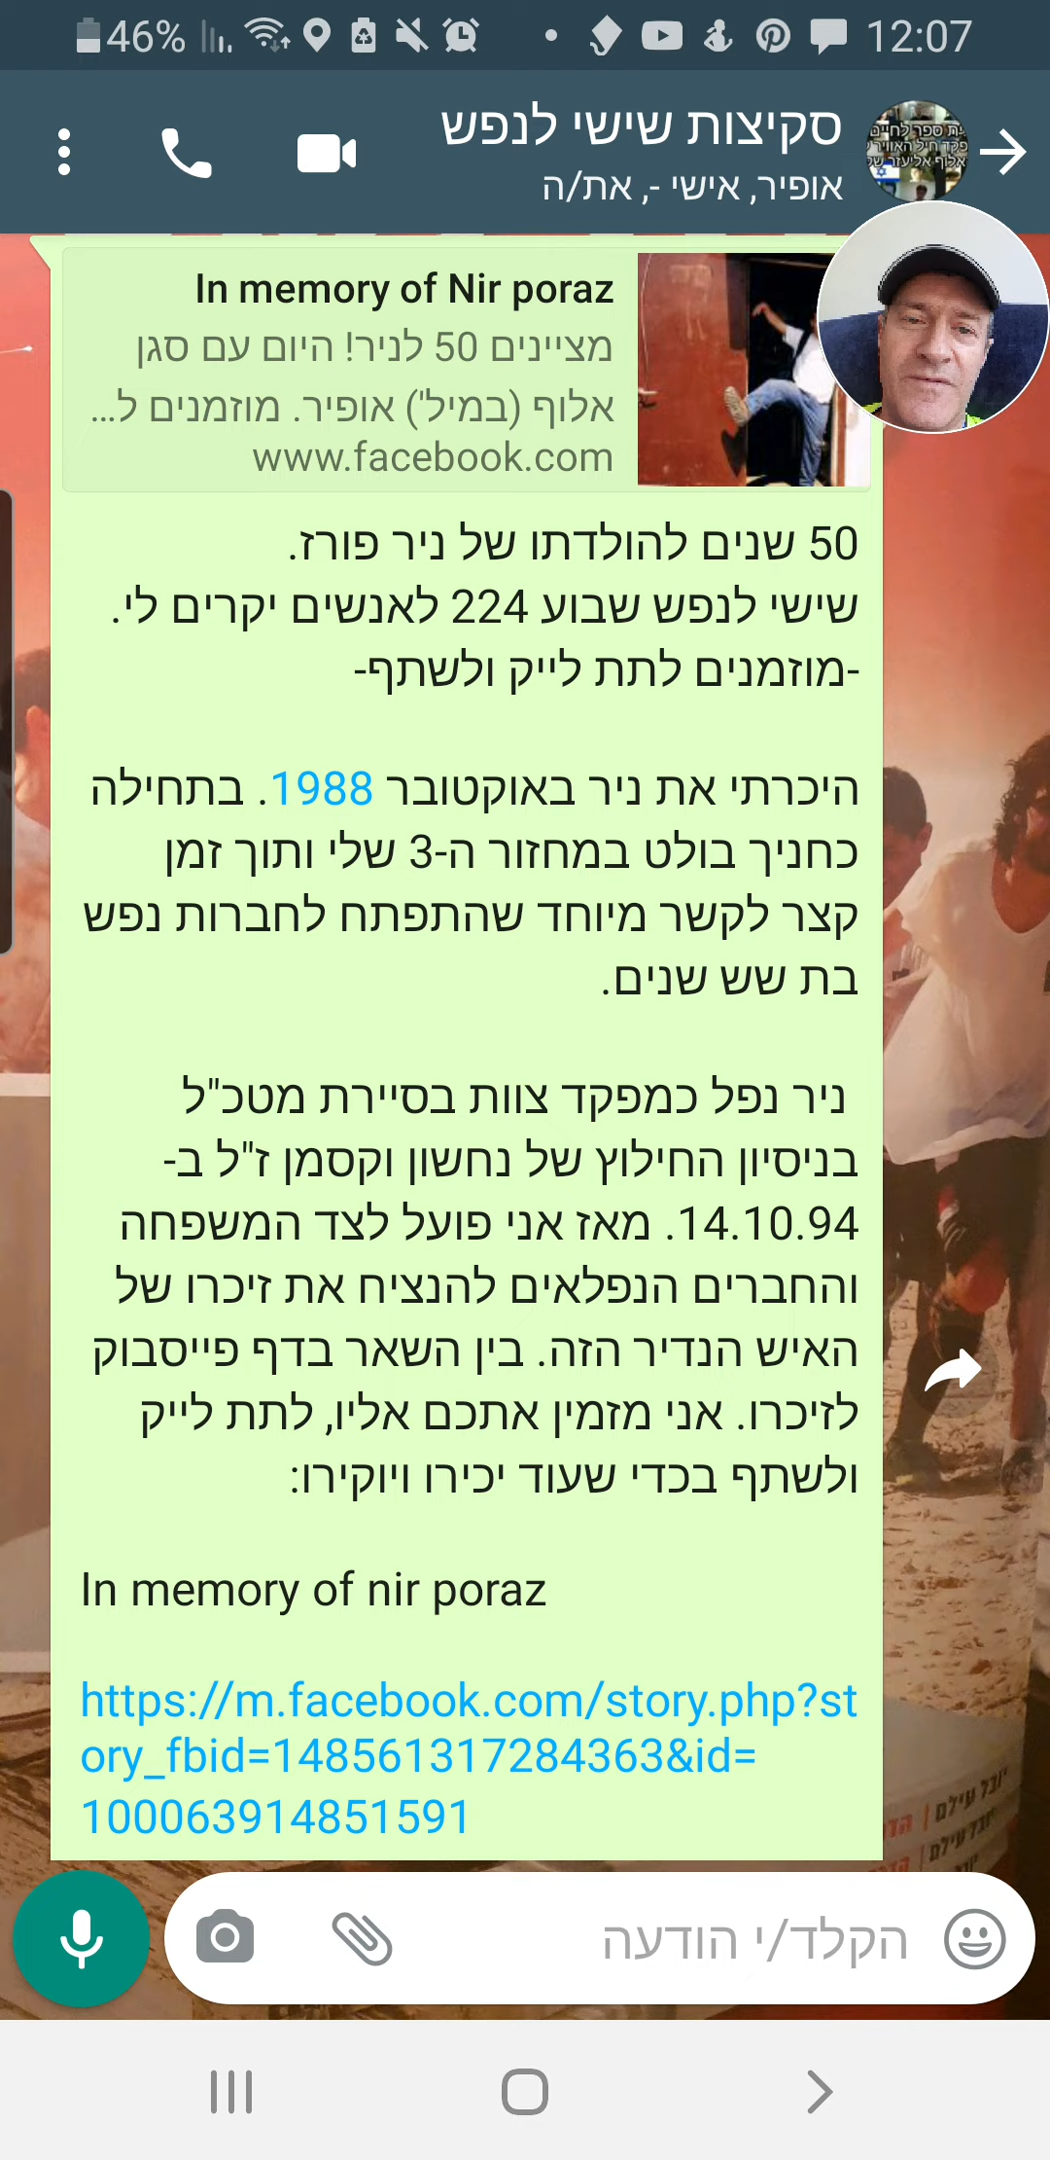 46%
12:07
סקיצות שישי לנפש
אופיר, אישי -, את/ה
In memory of Nir poraz
מציינים 50 לניר! היום עם סגן
אלוף (במיל') אופיר. מוזמנים ל...
www.facebook.com
50 שנים להולדתו של ניר פורז.
שישי לנפש שבוע 224 לאנשים יקרים לי.
-מוזמנים לתת לייק ולשתף-
היכרתי את ניר באוקטובר 1988. בתחילה
כחניך בולט במחזור ה-3 שלי ותוך זמן
קצר לקשר מיוחד שהתפתח לחברות נפש
בת שש שנים.
ניר נפל כמפקד צוות בסיירת מטכ"ל
בניסיון החילוץ של נחשון וקסמן ז"ל ב-
14.10.94. מאז אני פועל לצד המשפחה
והחברים הנפלאים להנציח את זיכרו של
האיש הנדיר הזה. בין השאר בדף פייסבוק
לזיכרו. אני מזמין אתכם אליו, לתת לייק
ולשתף בכדי שעוד יכירו ויוקירו:
In memory of nir poraz
https://m.facebook.com/story.php?st
ory_fbid=148561317284363&id=
100063914851591
הקלד/י הודעה